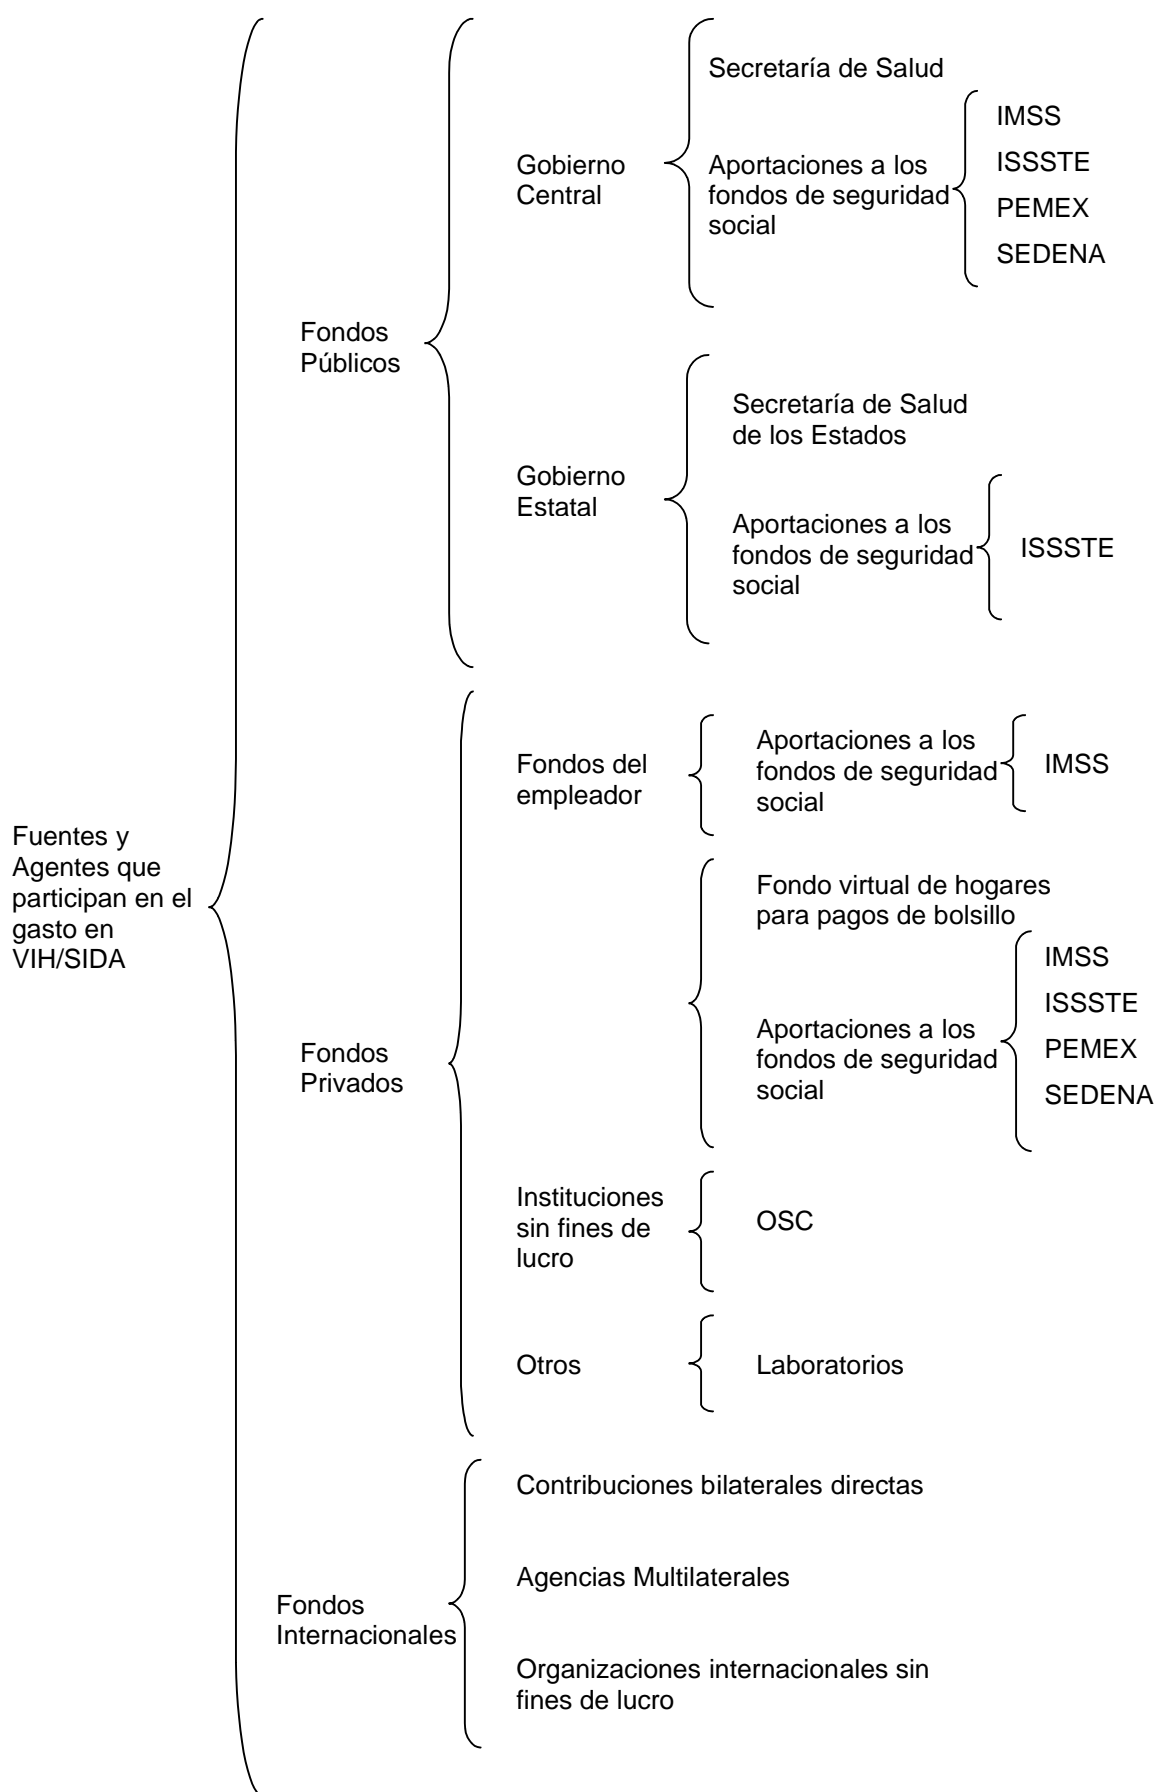 Secretaría de Salud
IMSS
ISSSTE
PEMEX
SEDENA
Gobierno
Central
Aportaciones a los
fondos de seguridad
social
Fondos
Públicos
Secretaría de Salud
de los Estados
Gobierno
Estatal
Aportaciones a los
fondos de seguridad
social
ISSSTE
Fondos del
empleador
Aportaciones a los
fondos de seguridad
social
IMSS
Fuentes y
Agentes que
participan en el
gasto en
VIH/SIDA
Fondo virtual de hogares
para pagos de bolsillo
IMSS
ISSSTE
PEMEX
SEDENA
Aportaciones a los
fondos de seguridad
social
Fondos
Privados
Instituciones
sin fines de
lucro
OSC
Otros
Laboratorios
Contribuciones bilaterales directas
Agencias Multilaterales
Fondos
Internacionales
Organizaciones internacionales sin
fines de lucro